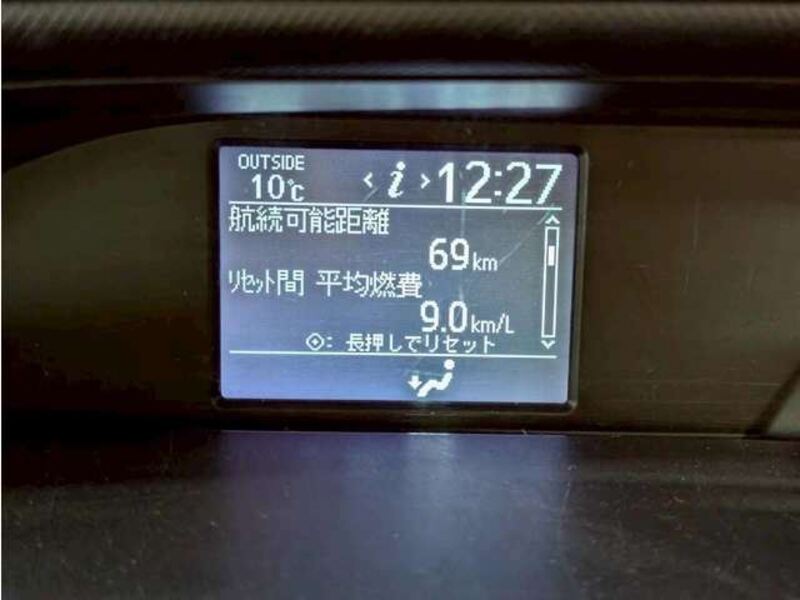 OUTSIDE
10℃ < i > 12:27
航続可能距離
69km
リセット間 平均燃費
9.0km/L
: 長押しでリセット